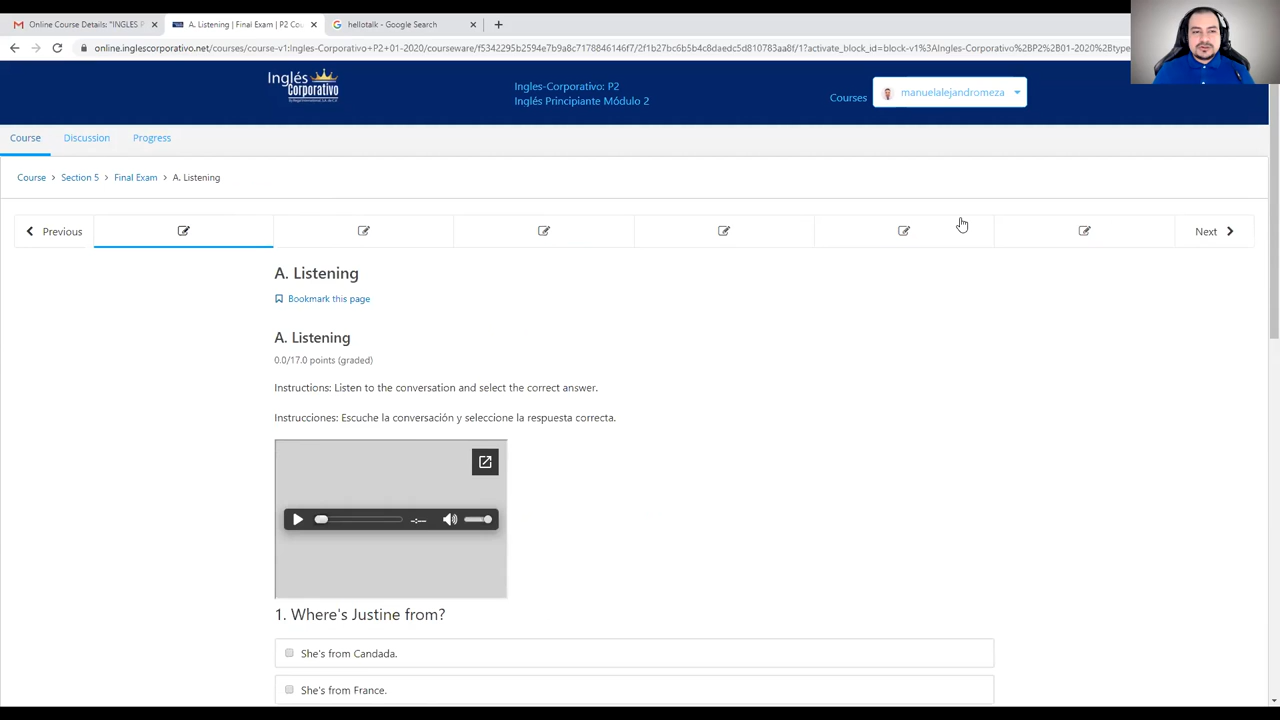 Online Course Details: "INGLES P
A. Listening | Final Exam | P2 Cou
hellotalk - Google Search
online.inglescorporativo.net/courses/course-v1:Ingles-Corporativo+P2+01-2020/courseware/f5342295b2594e7b9a8c7178846146f7/2f1b27bc6b5b4c8daedc5d810783aa8f/1?activate_block_id=block-v1%3AIngles-Corporativo%2BP2%2B01-2020%2Btype
Inglés
Corporativo
Ingles-Corporativo: P2
Inglés Principiante Módulo 2
Courses
manuelalejandromeza
Course
Discussion
Progress
Course > Section 5 > Final Exam > A. Listening
Previous
Next
A. Listening
Bookmark this page
A. Listening
0.0/17.0 points (graded)
Instructions: Listen to the conversation and select the correct answer.
Instrucciones: Escuche la conversación y seleccione la respuesta correcta.
-:--
1. Where's Justine from?
She's from Candada.
She's from France.